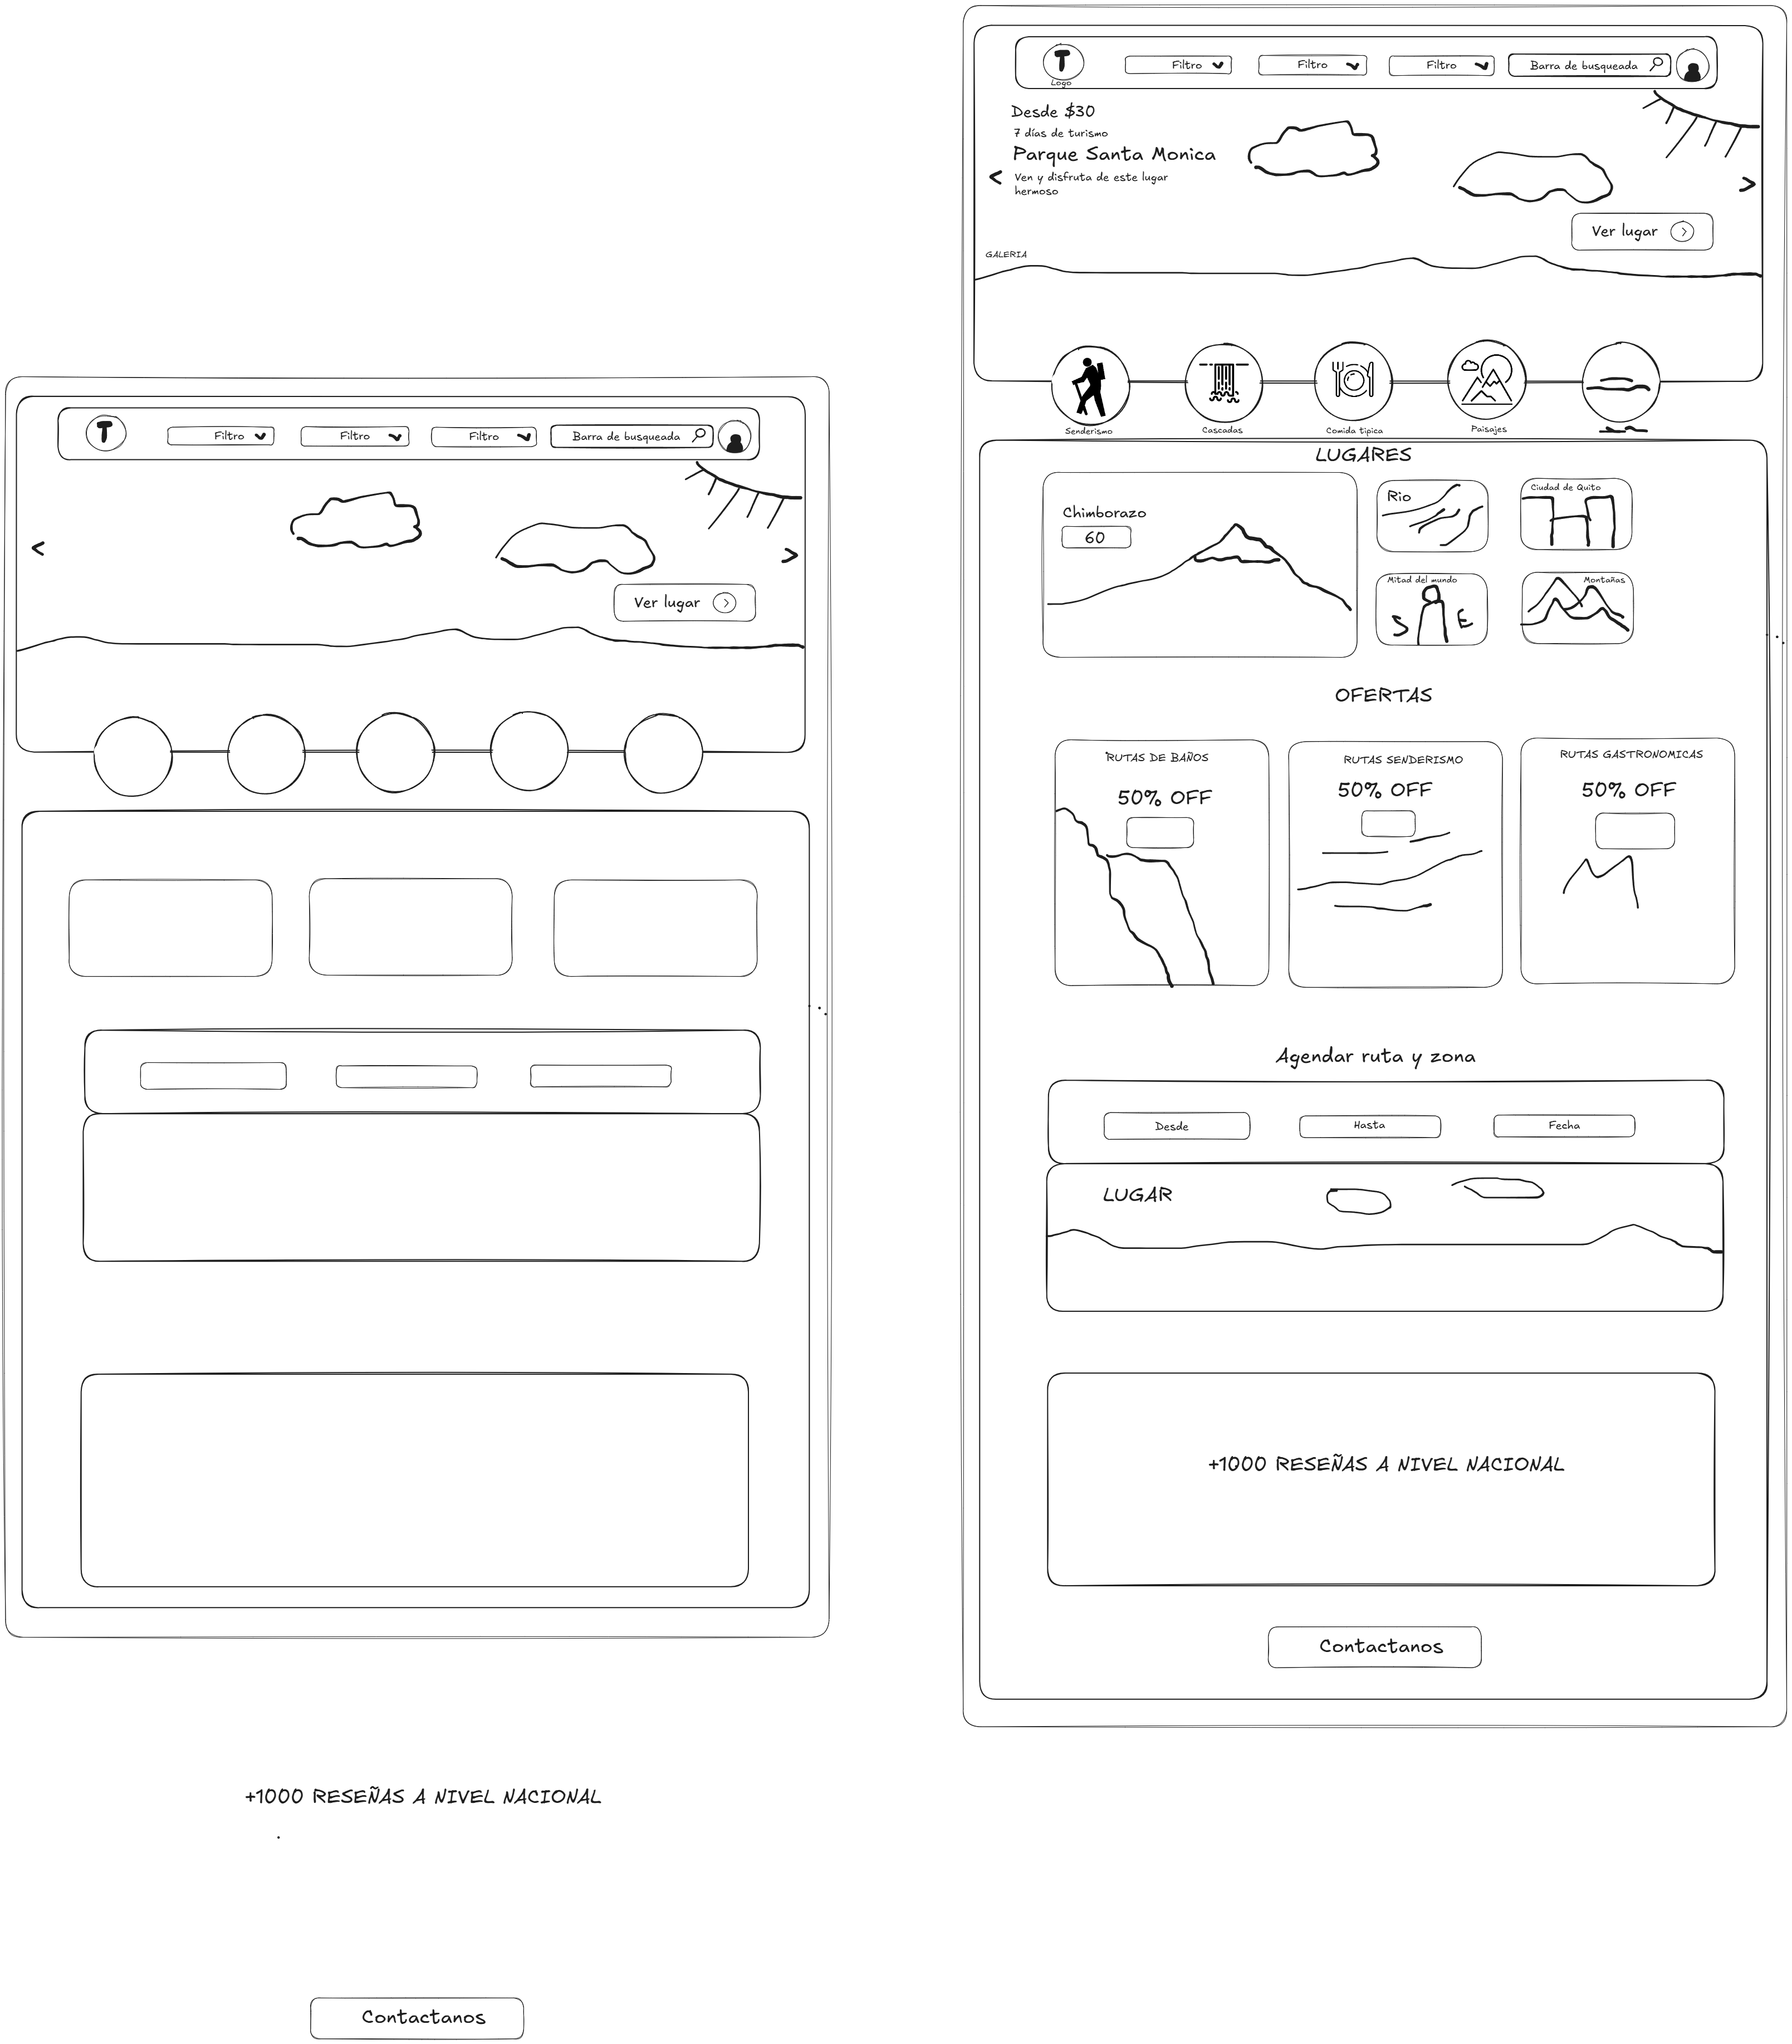 T
Filtro
Filtro
Filtro
Barra de busqueada
<
>
Ver lugar
+1000 RESEÑAS A NIVEL NACIONAL
Contactanos
T
Logo
Filtro
Filtro
Filtro
Barra de busqueada
Desde $30
7 días de turismo
Parque Santa Monica
Ven y disfruta de este lugar
hermoso
<
>
Ver lugar
GALERIA
Senderismo
Cascadas
Comida tipica
Paisajes
LUGARES
Chimborazo
60
Rio
Ciudad de Quito
Mitad del mundo
S E
Montañas
OFERTAS
RUTAS DE BAÑOS
50% OFF
RUTAS SENDERISMO
50% OFF
RUTAS GASTRONOMICAS
50% OFF
Agendar ruta y zona
Desde
Hasta
Fecha
LUGAR
+1000 RESEÑAS A NIVEL NACIONAL
Contactanos